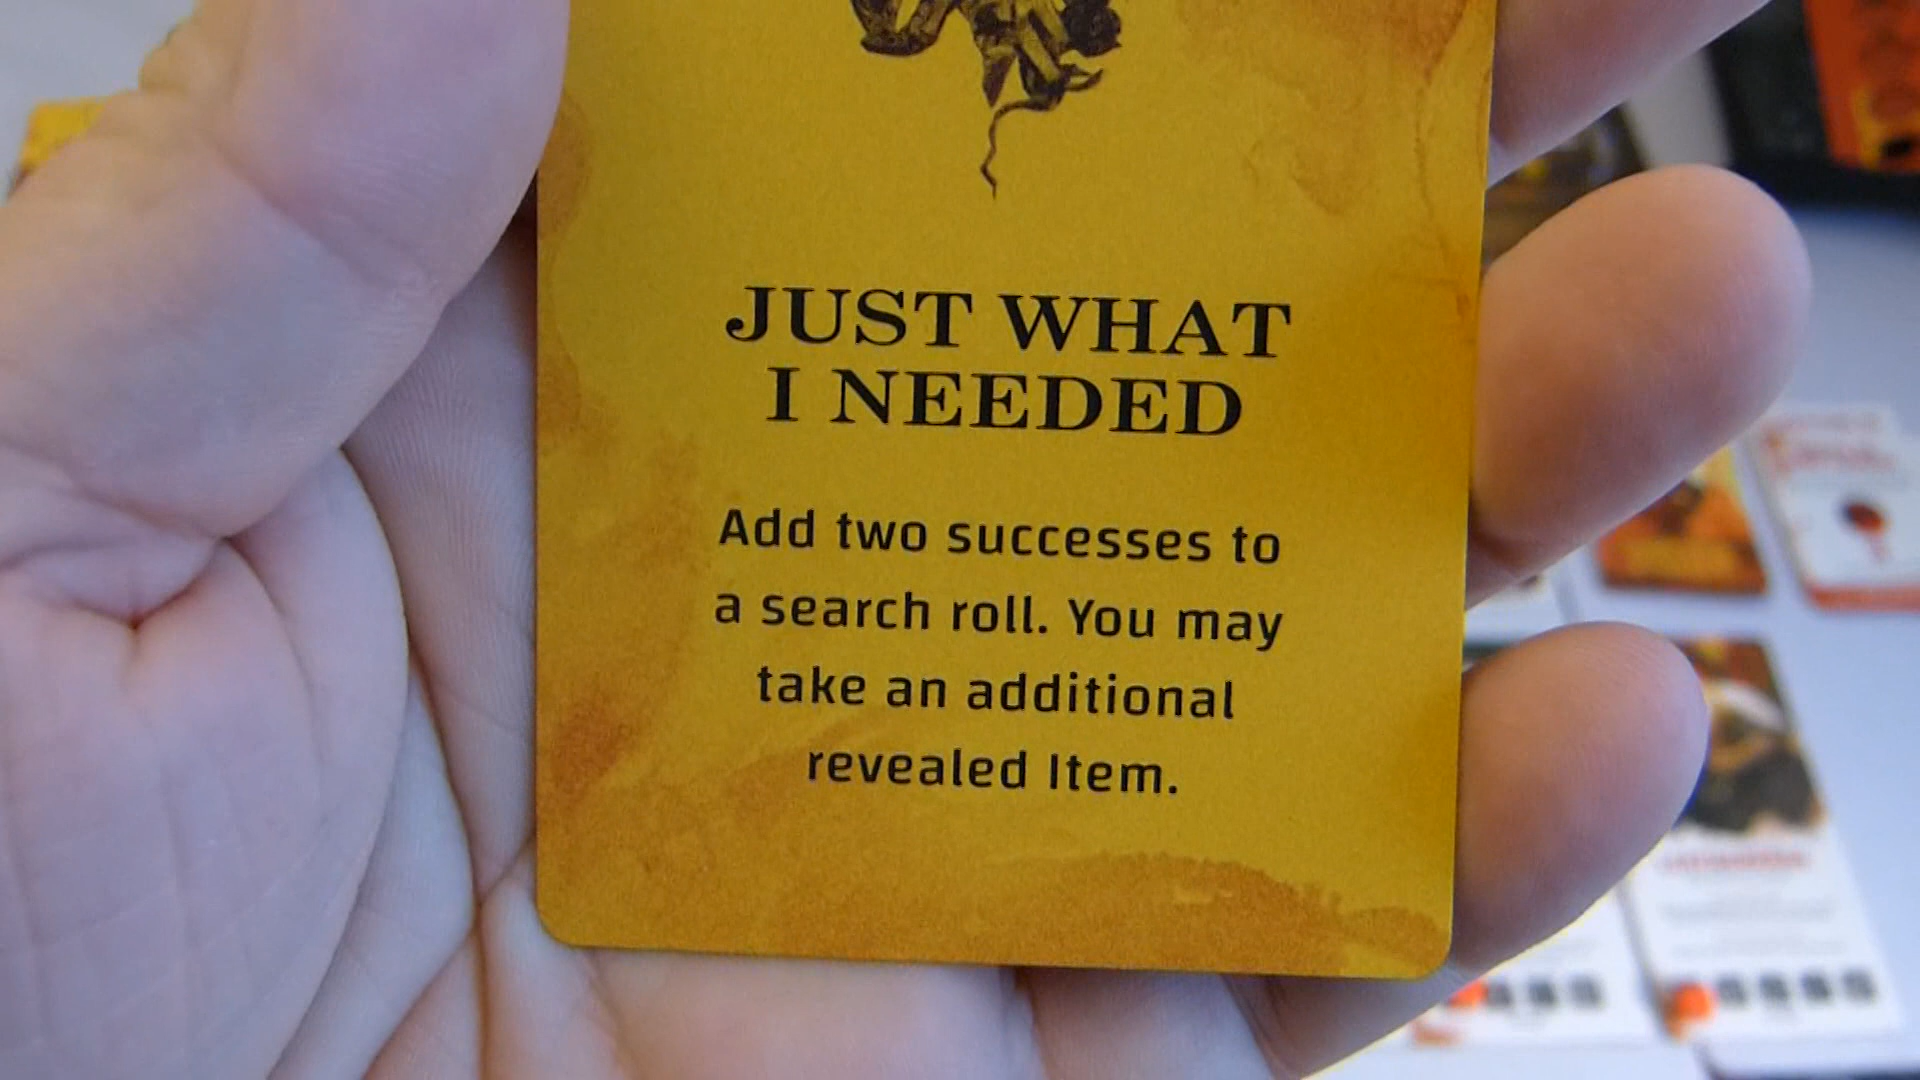 JUST WHAT
I NEEDED
Add two successes to
a search roll. You may
take an additional
revealed Item.